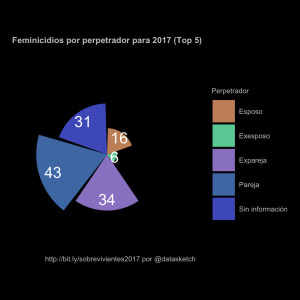 Feminicidios por perpetrador para 2017 (Top 5)
Perpetrador
Esposo
Exesposo
Expareja
Pareja
Sin información
31
16
6
43
34
http://bit.ly/sobrevivientes2017 por @datasketch